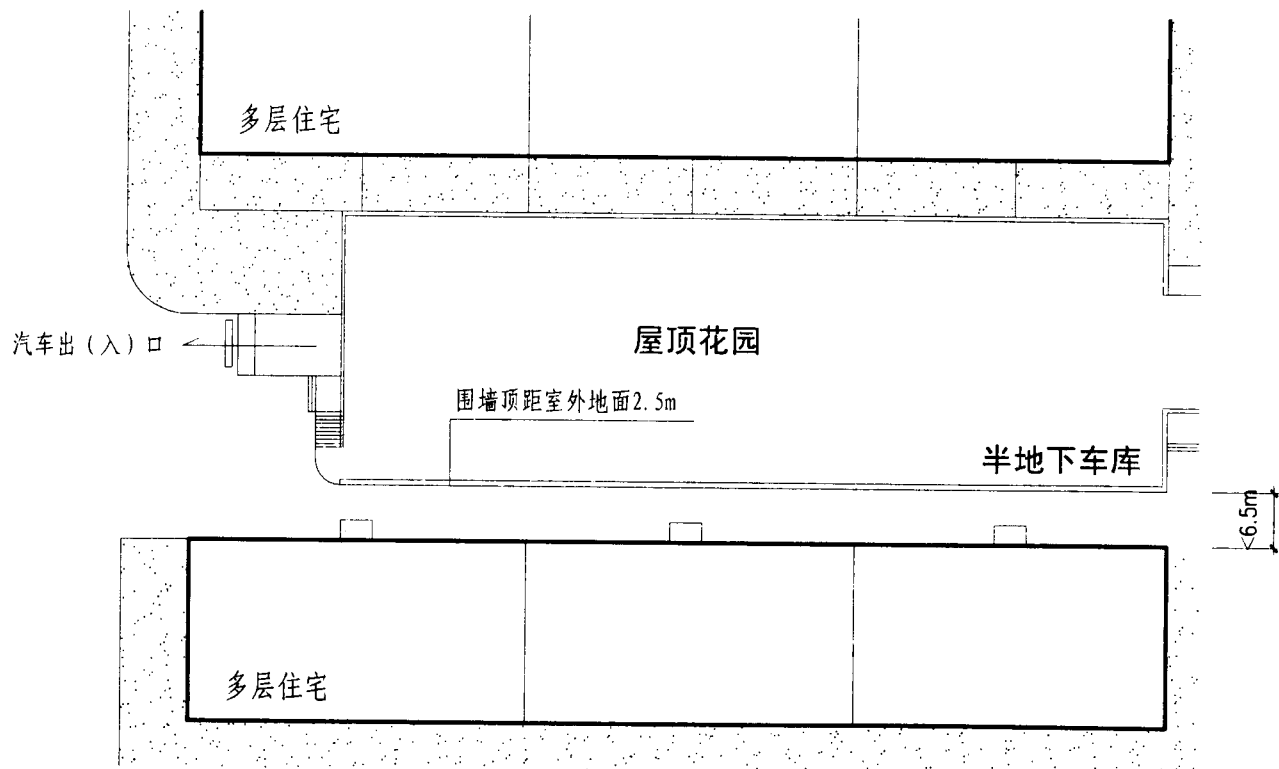 多层住宅
汽车出(入)口
屋顶花园
围墙顶距室外地面2.5m
半地下车库
<6.5m
多层住宅